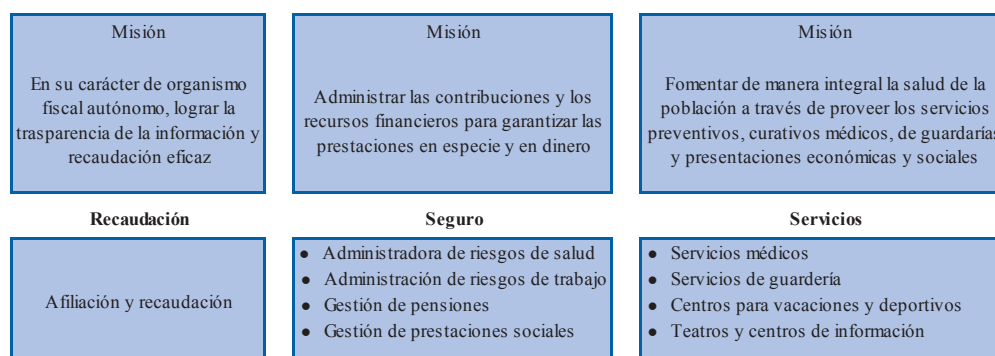 Misión
En su carácter de organismo
fiscal autónomo, lograr la
trasparencia de la información y
recaudación eficaz
Misión
Administrar las contribuciones y los
recursos financieros para garantizar las
prestaciones en especie y en dinero
Misión
Fomentar de manera integral la salud de la
población a través de proveer los servicios
preventivos, curativos médicos, de guardarías
y presentaciones económicas y sociales
Recaudación
Afiliación y recaudación
Seguro
● Administradora de riesgos de salud
● Administración de riesgos de trabajo
● Gestión de pensiones
● Gestión de prestaciones sociales
Servicios
● Servicios médicos
● Servicios de guardería
● Centros para vacaciones y deportivos
● Teatros y centros de información